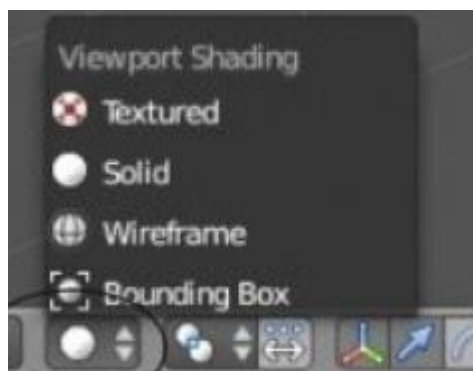 Viewport Shading
Textured
Solid
Wireframe
Bounding Box